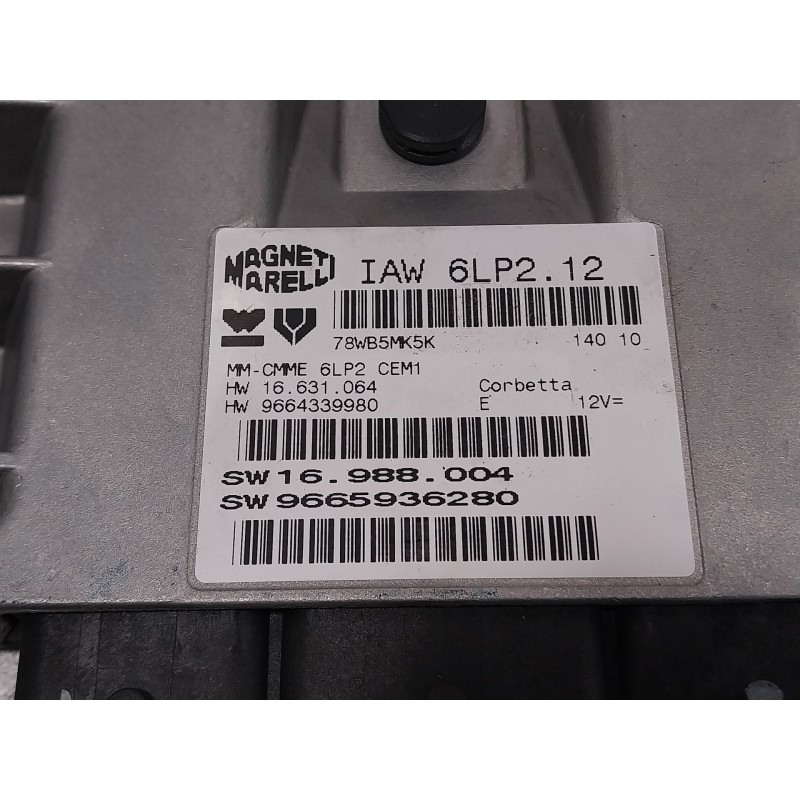 MAGNETI MARELLI IAW 6LP2.12
78WB5MK5K 140 10
MM-CMME 6LP2 CEM1
HW 16.631.064 Corbetta
HW 9664339980 E 12V=
SW 16.988.004
SW 9665936280